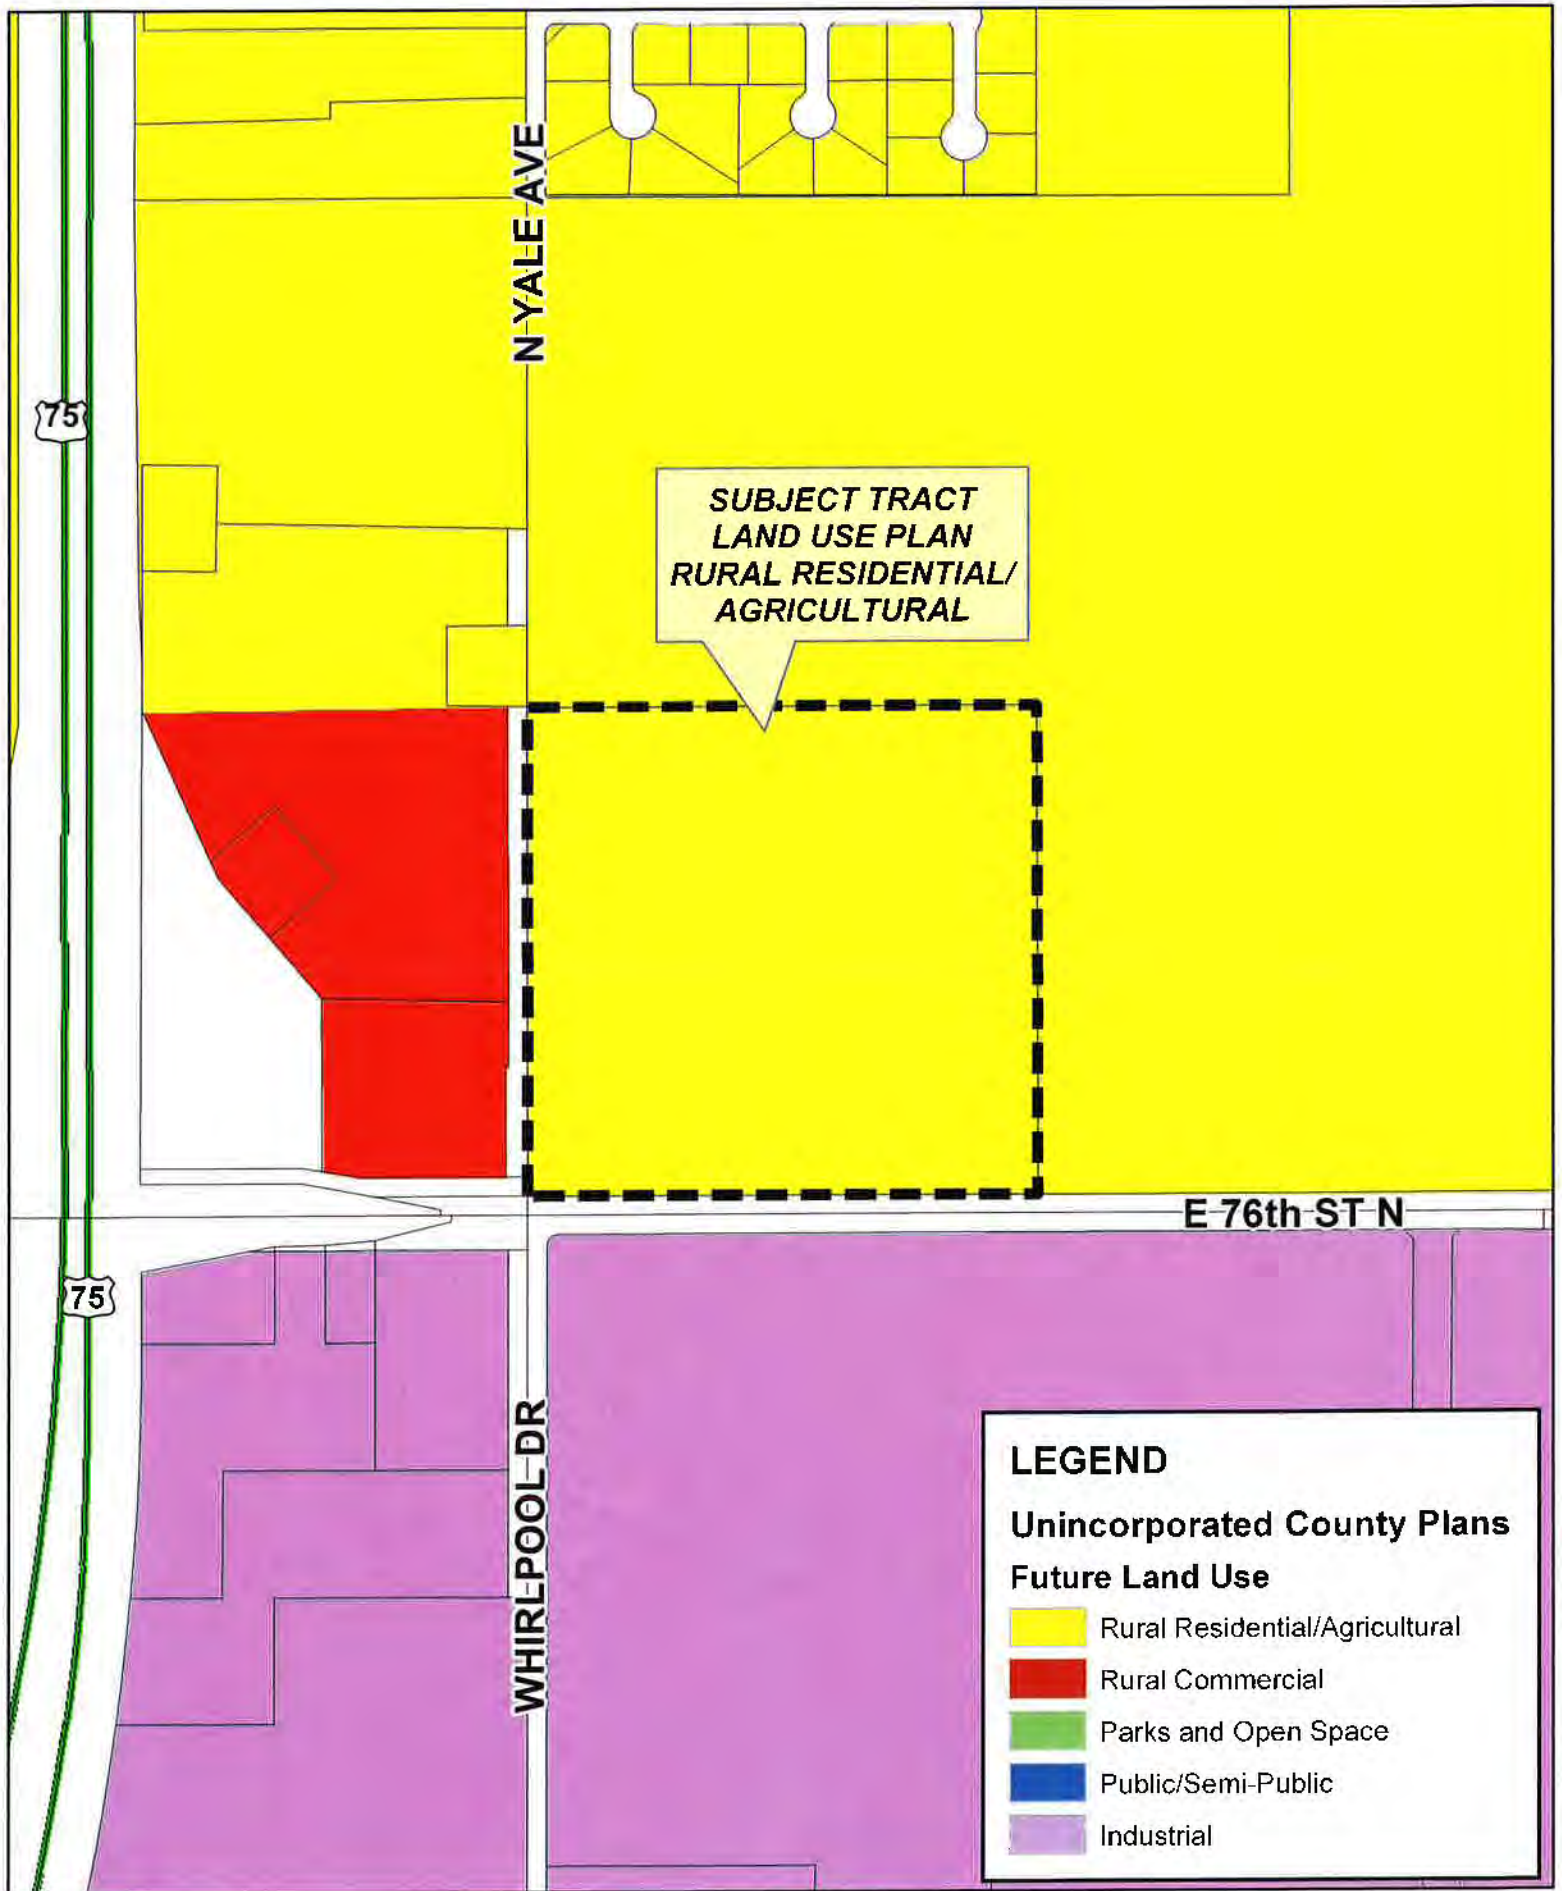 N YALE AVE
75
SUBJECT TRACT
LAND USE PLAN
RURAL RESIDENTIAL/
AGRICULTURAL
E 76th ST N
75
WHIRLPOOL DR
LEGEND
Unincorporated County Plans
Future Land Use
Rural Residential/Agricultural
Rural Commercial
Parks and Open Space
Public/Semi-Public
Industrial